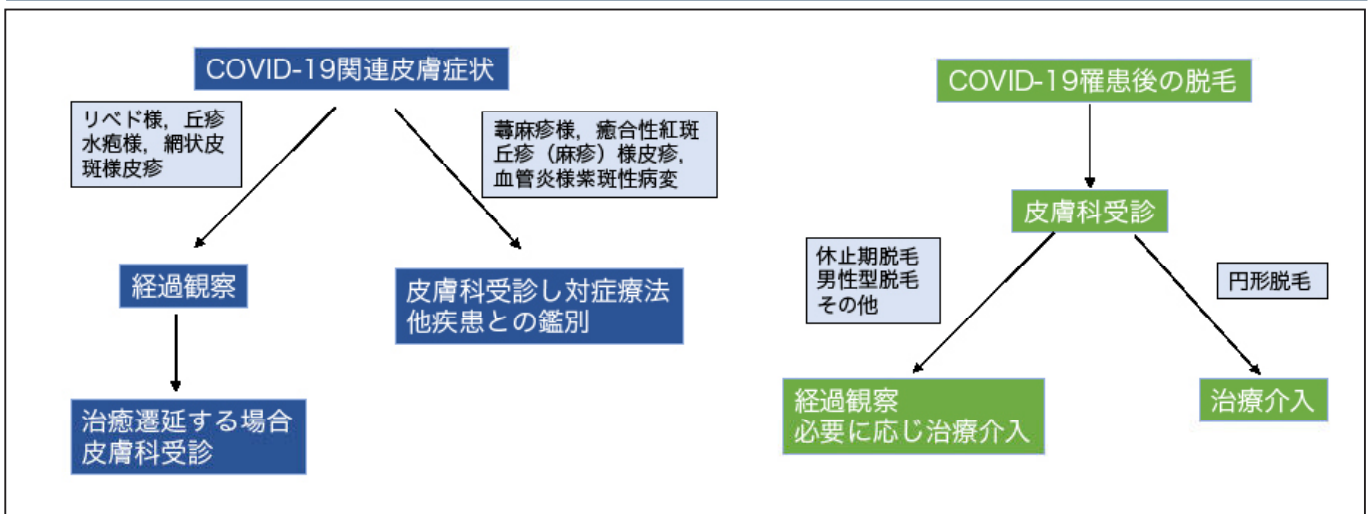 COVID-19関連皮膚症状
リベド様，丘疹
水疱様，網状皮
斑様皮疹
蕁麻疹様，癒合性紅斑
丘疹（麻疹）様皮疹，
血管炎様紫斑性病変
経過観察
皮膚科受診し対症療法
他疾患との鑑別
治癒遷延する場合
皮膚科受診
COVID-19罹患後の脱毛
皮膚科受診
休止期脱毛
男性型脱毛
その他
円形脱毛
経過観察
必要に応じ治療介入
治療介入